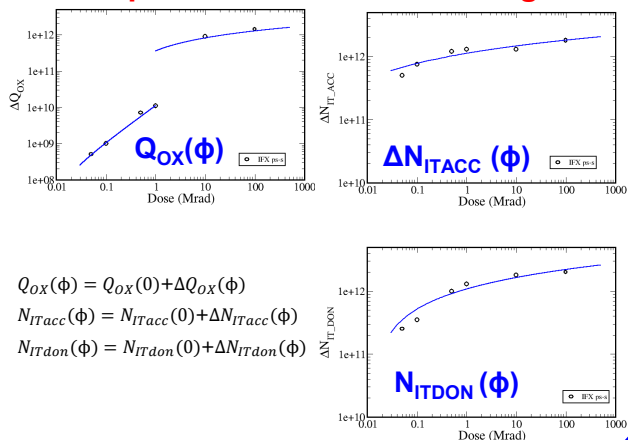 1e+12
1e+11
1e+10
1e+09
1e+08
ΔQ_OX
0.01 0.1 1 10 100 1000
Dose (Mrad)
Q_OX(ϕ)
IFX ps-s
1e+12
1e+11
1e+10
ΔN_IT_ACC
0.01 0.1 1 10 100 1000
Dose (Mrad)
ΔN_ITACC (ϕ)
IFX ps-s
Q_OX(ϕ) = Q_OX(0)+ΔQ_OX(ϕ)
N_ITacc(ϕ) = N_ITacc(0)+ΔN_ITacc(ϕ)
N_ITdon(ϕ) = N_ITdon(0)+ΔN_ITdon(ϕ)
1e+12
1e+11
1e+10
ΔN_IT_DON
0.01 0.1 1 10 100 1000
Dose (Mrad)
N_ITDON (ϕ)
IFX ps-s